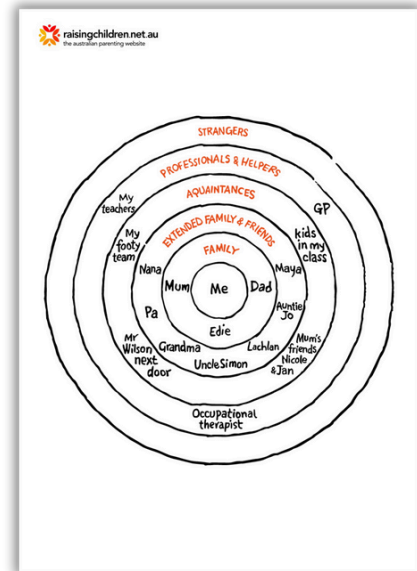 raisingchildren.net.au
the australian parenting website
STRANGERS
PROFESSIONALS & HELPERS
My
teachers
GP
AQUAINTANCES
My
footy
team
kids
in my
class
EXTENDED FAMILY & FRIENDS
Nana
Maya
FAMILY
Mum
Me
Dad
Pa
Auntie
Jo
Edie
Mr
Wilson
next
door
Grandma
Lachlan
Mum's
friends
Nicole
& Jan
Uncle Simon
Occupational
therapist